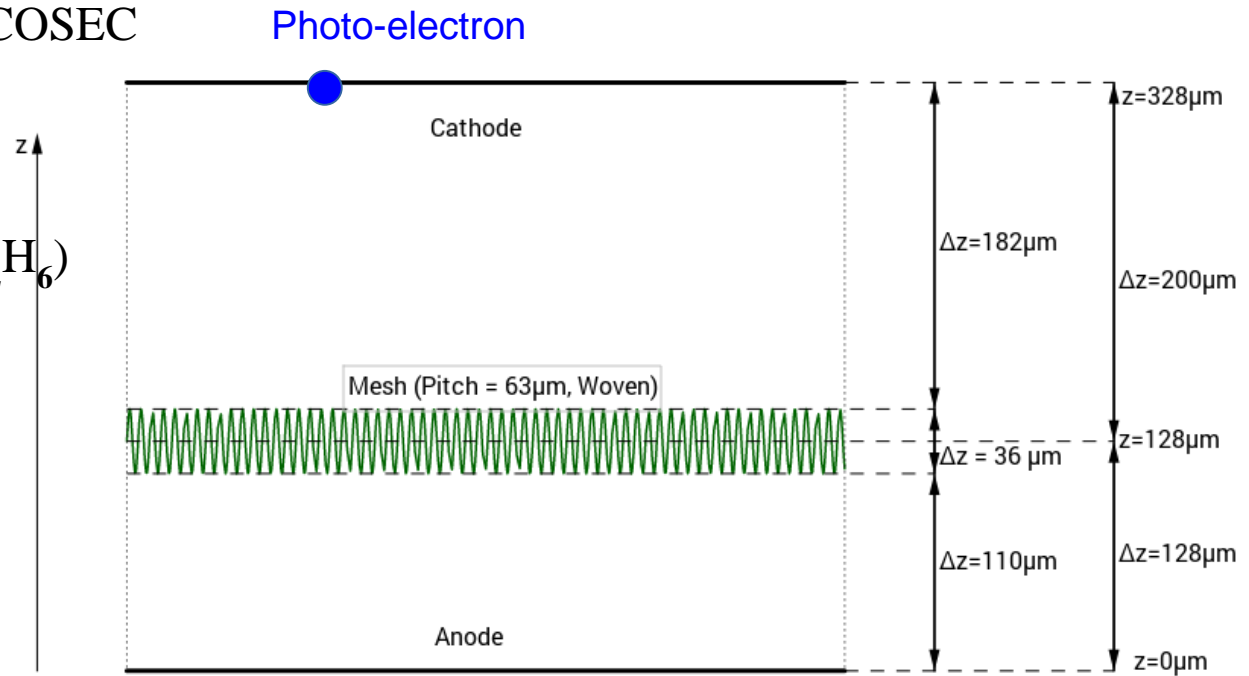 COSEC
Photo-electron
z=328µm
Cathode
z
Δz=182µm
H₆)
Δz=200µm
Mesh (Pitch = 63µm, Woven)
z=128µm
Δz = 36 µm
Δz=110µm
Δz=128µm
Anode
z=0µm